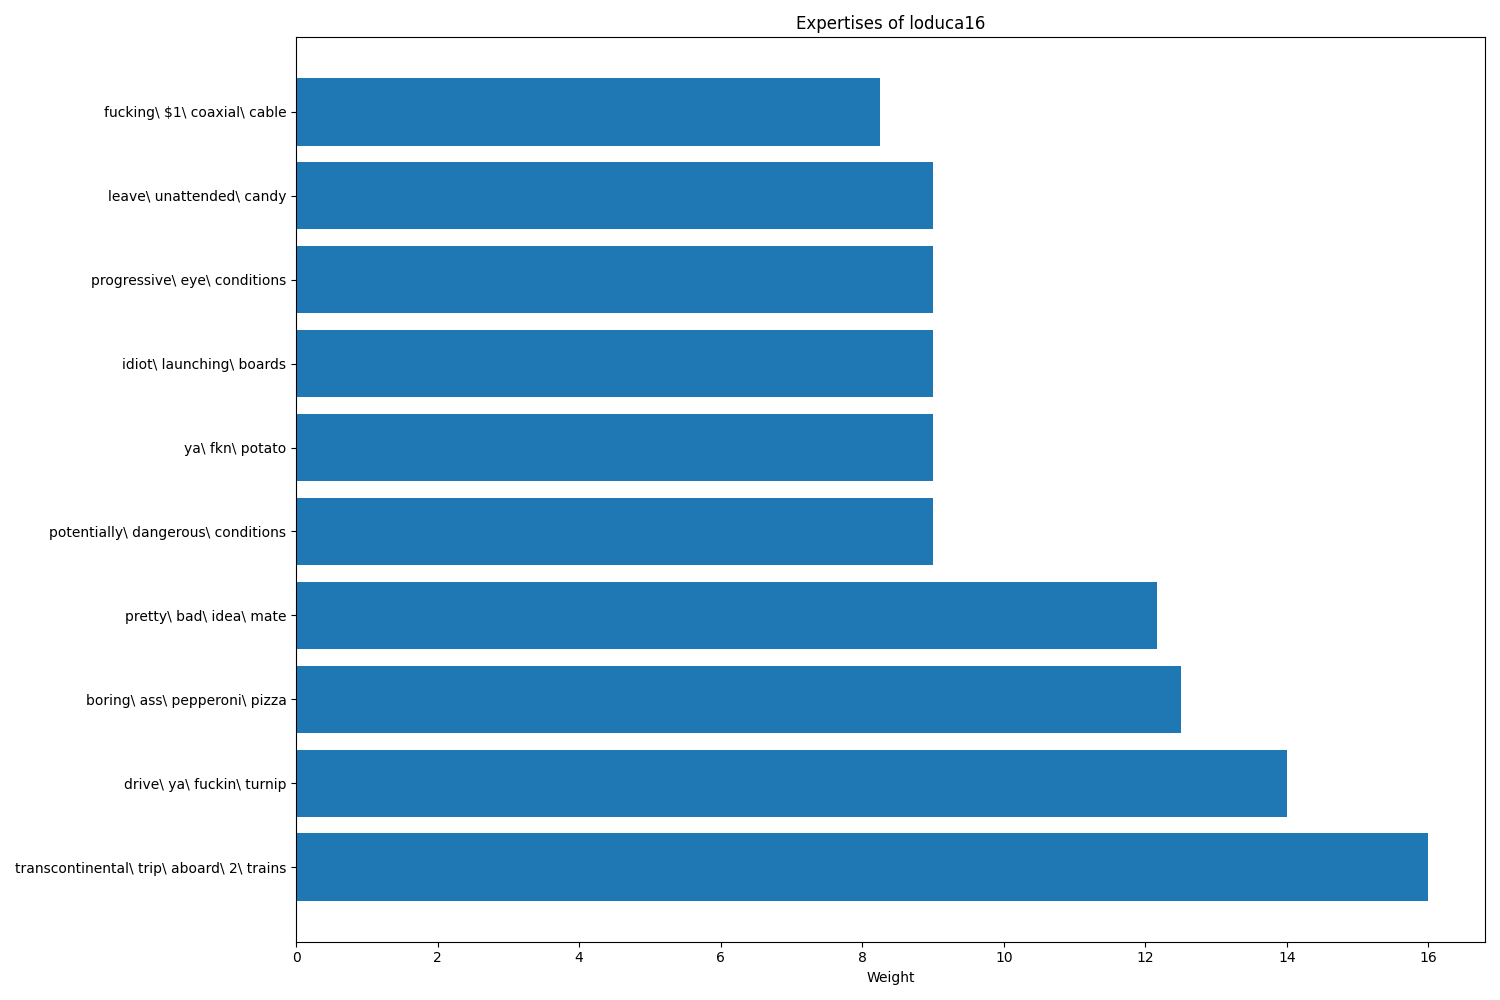 Expertises of loduca16
fucking\ $1\ coaxial\ cable
leave\ unattended\ candy
progressive\ eye\ conditions
idiot\ launching\ boards
ya\ fkn\ potato
potentially\ dangerous\ conditions
pretty\ bad\ idea\ mate
boring\ ass\ pepperoni\ pizza
drive\ ya\ fuckin\ turnip
transcontinental\ trip\ aboard\ 2\ trains
0 2 4 6 8 10 12 14 16
Weight